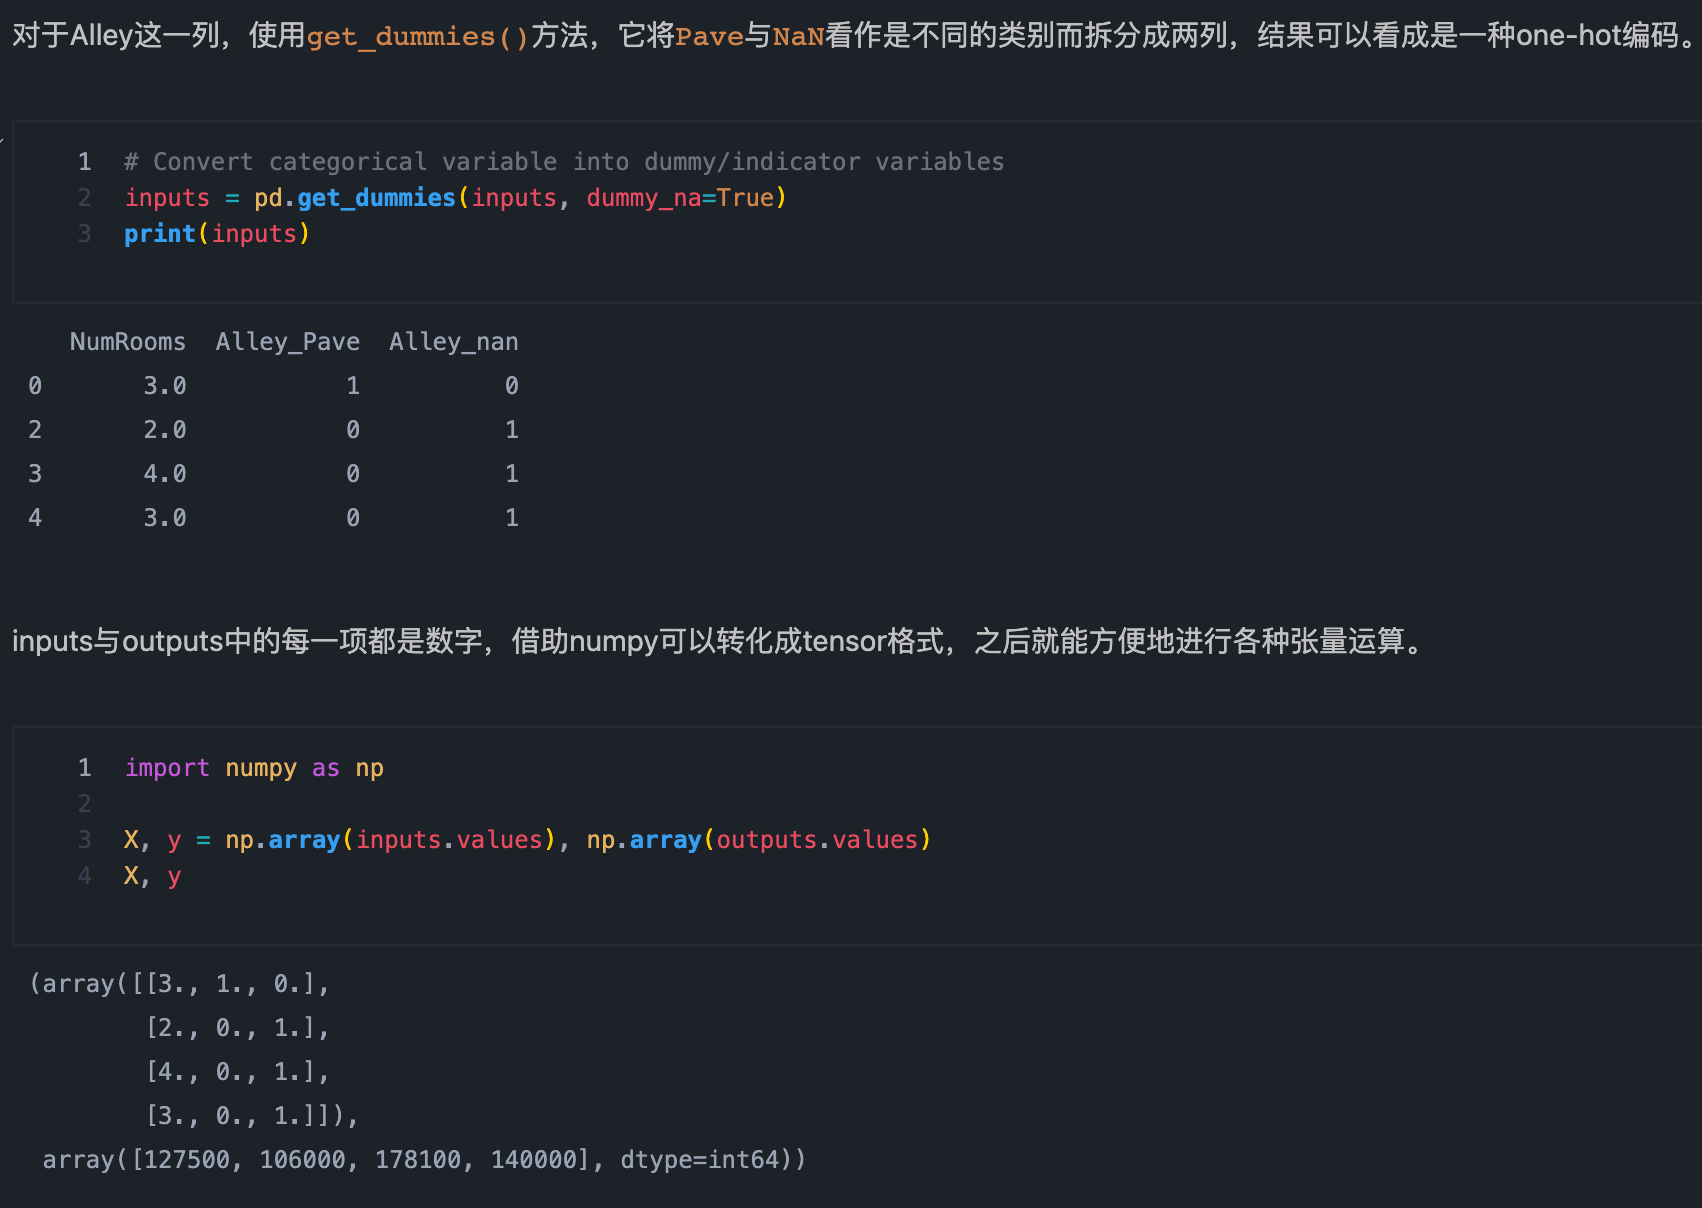 对于Alley这一列，使用get_dummies()方法，它将Pave与NaN看作是不同的类别而拆分成两列，结果可以看成是一种one-hot编码。
1 # Convert categorical variable into dummy/indicator variables
2 inputs = pd.get_dummies(inputs, dummy_na=True)
3 print(inputs)
NumRooms Alley_Pave Alley_nan
0 3.0 1 0
2 2.0 0 1
3 4.0 0 1
4 3.0 0 1
inputs与outputs中的每一项都是数字，借助numpy可以转化成tensor格式，之后就能方便地进行各种张量运算。
1 import numpy as np
2
3 X, y = np.array(inputs.values), np.array(outputs.values)
4 X, y
(array([[3., 1., 0.],
[2., 0., 1.],
[4., 0., 1.],
[3., 0., 1.]]),
array([127500, 106000, 178100, 140000], dtype=int64))